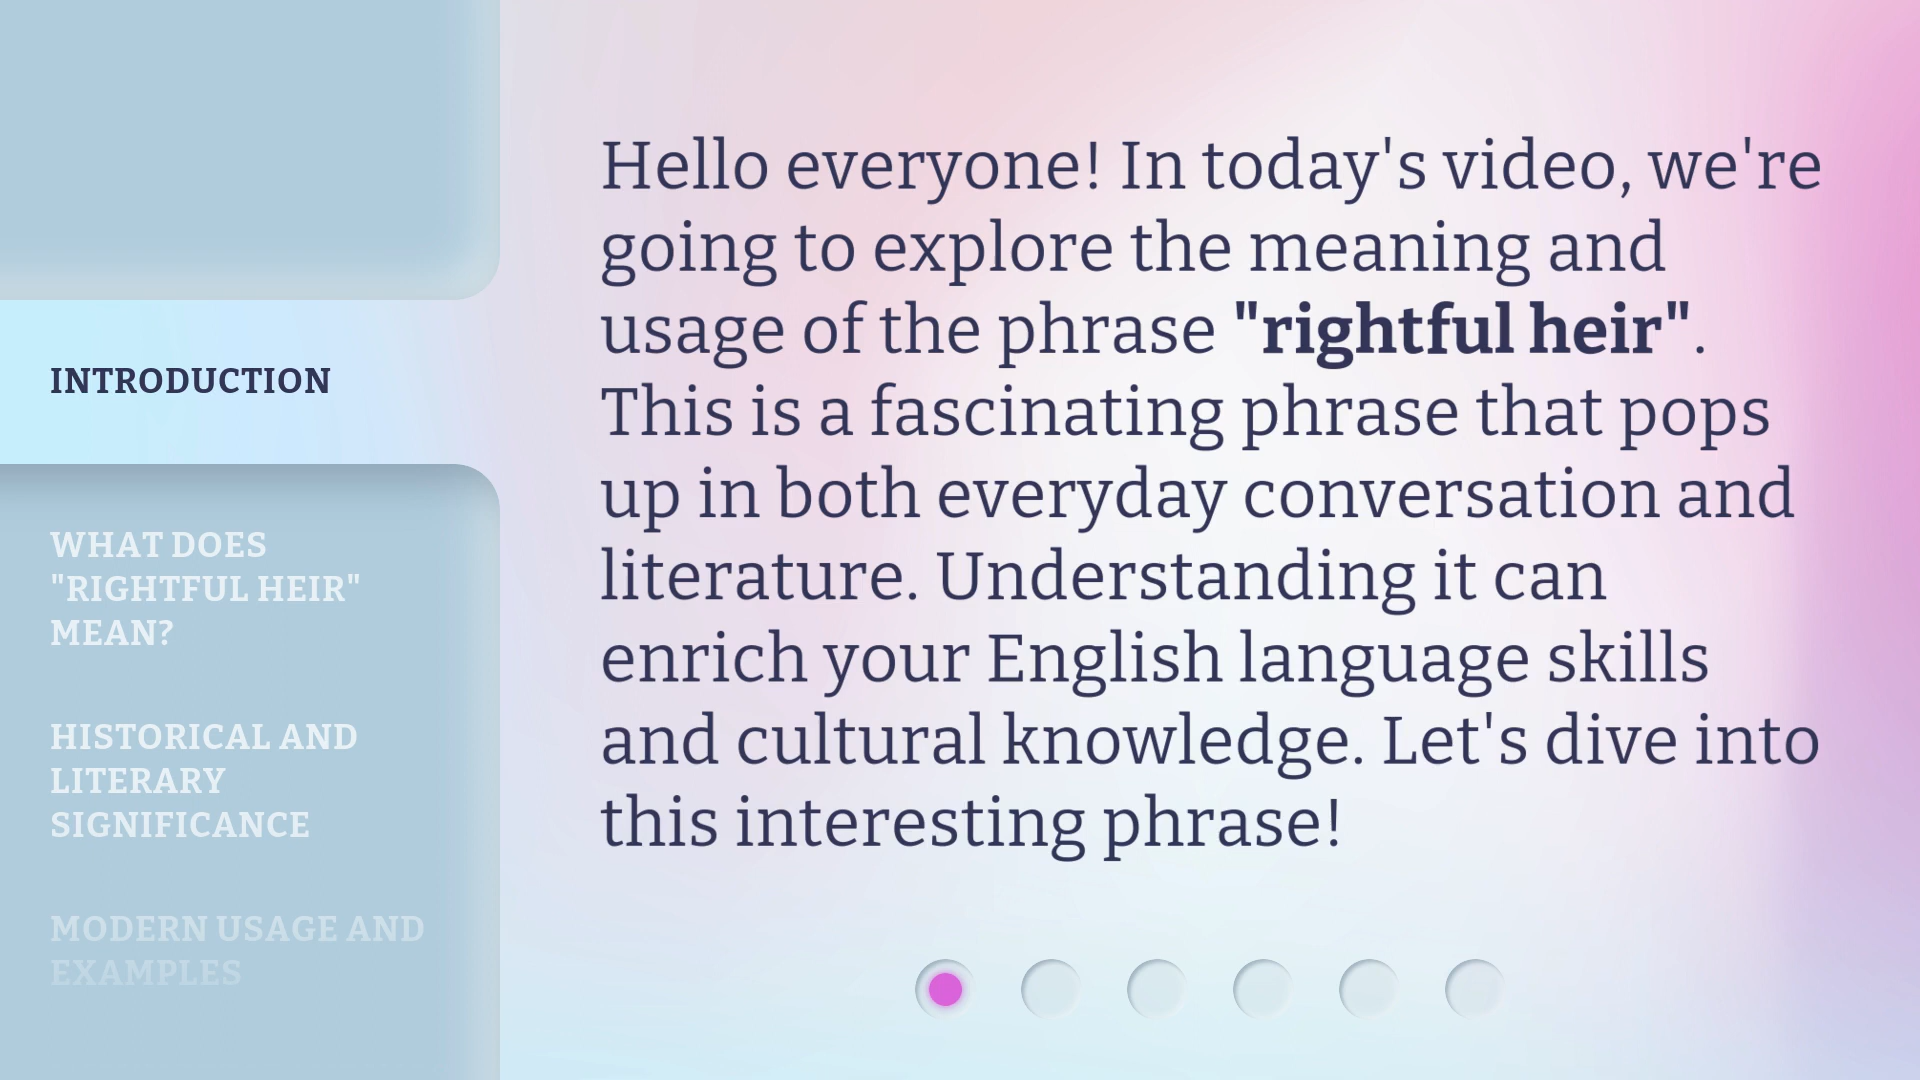 INTRODUCTION
WHAT DOES
"RIGHTFUL HEIR"
MEAN?
HISTORICAL AND
LITERARY
SIGNIFICANCE
MODERN USAGE AND
EXAMPLES
Hello everyone! In today's video, we're
going to explore the meaning and
usage of the phrase "rightful heir".
This is a fascinating phrase that pops
up in both everyday conversation and
literature. Understanding it can
enrich your English language skills
and cultural knowledge. Let's dive into
this interesting phrase!